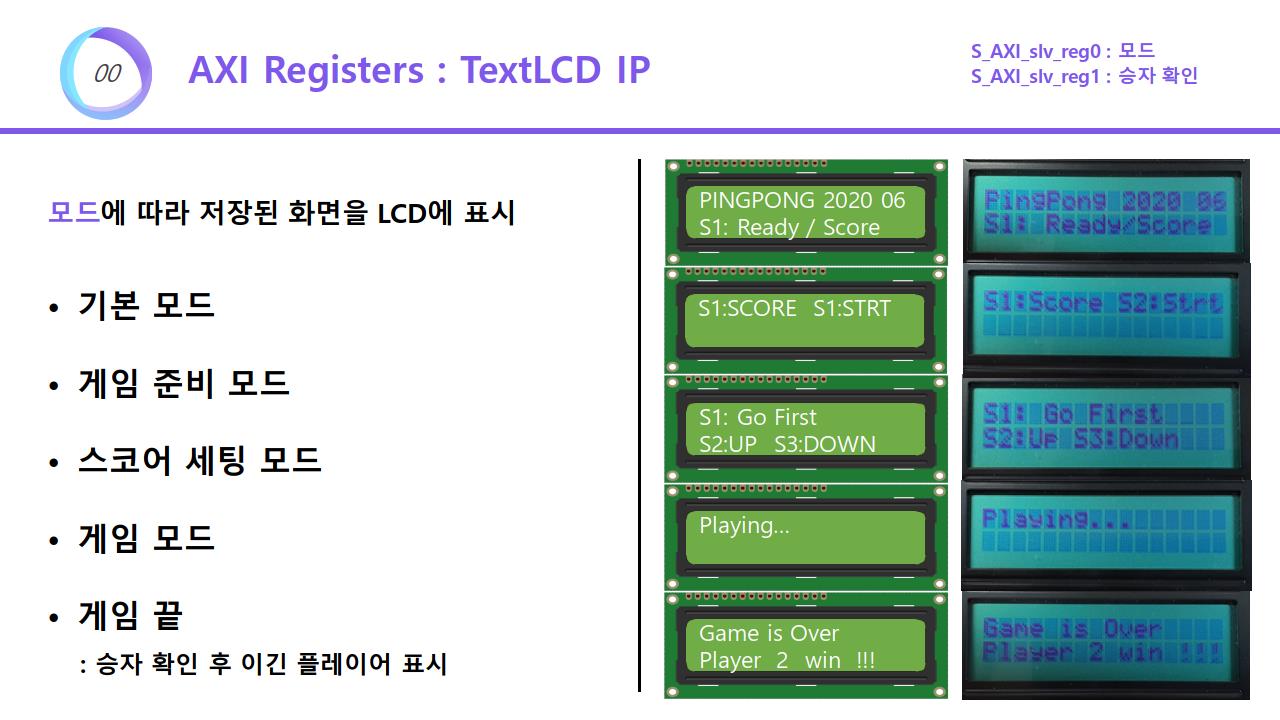 00
AXI Registers : TextLCD IP
S_AXI_slv_reg0 : 모드
S_AXI_slv_reg1 : 승자 확인
모드에 따라 저장된 화면을 LCD에 표시
• 기본 모드
• 게임 준비 모드
• 스코어 세팅 모드
• 게임 모드
• 게임 끝
: 승자 확인 후 이긴 플레이어 표시
PINGPONG 2020 06
S1: Ready / Score
S1:SCORE S1:STRT
S1: Go First
S2:UP S3:DOWN
Playing...
Game is Over
Player 2 win !!!
PingPong 2020 06
S1: Ready/Score
S1:Score S2:Strt
S1: Go First
S2:Up S3:Down
Playing...
Game is Over
Player 2 win !!!